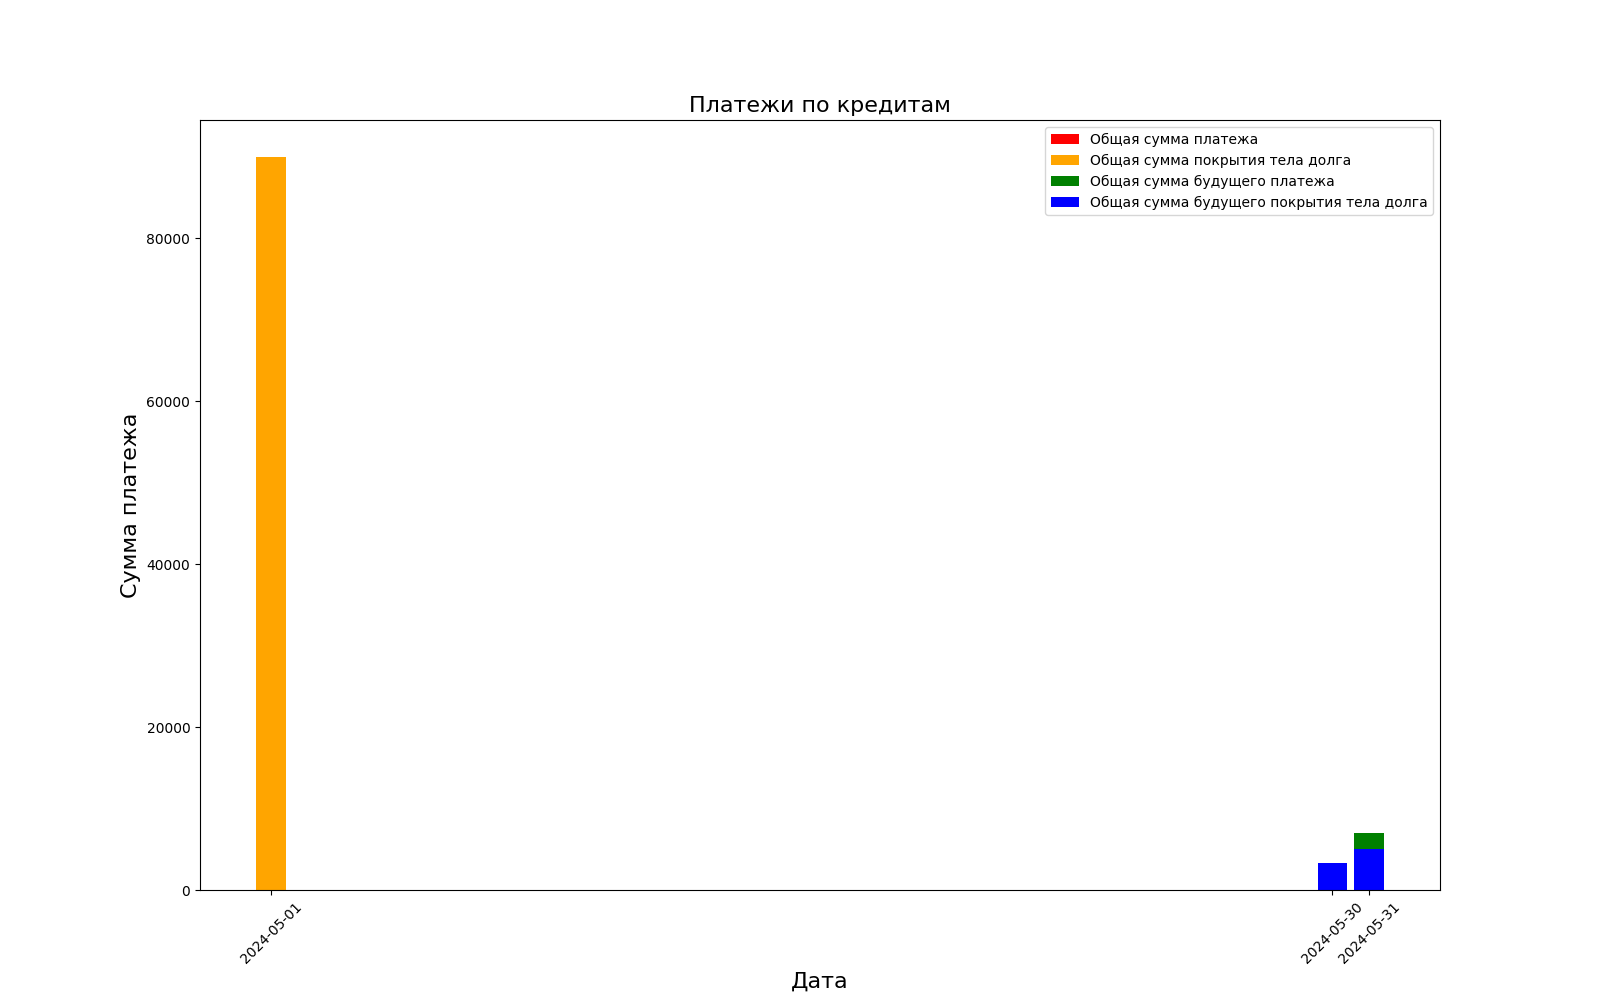 Платежи по кредитам
Общая сумма платежа
Общая сумма покрытия тела долга
Общая сумма будущего платежа
Общая сумма будущего покрытия тела долга
Сумма платежа
80000
60000
40000
20000
0
2024-05-01
2024-05-30
2024-05-31
Дата